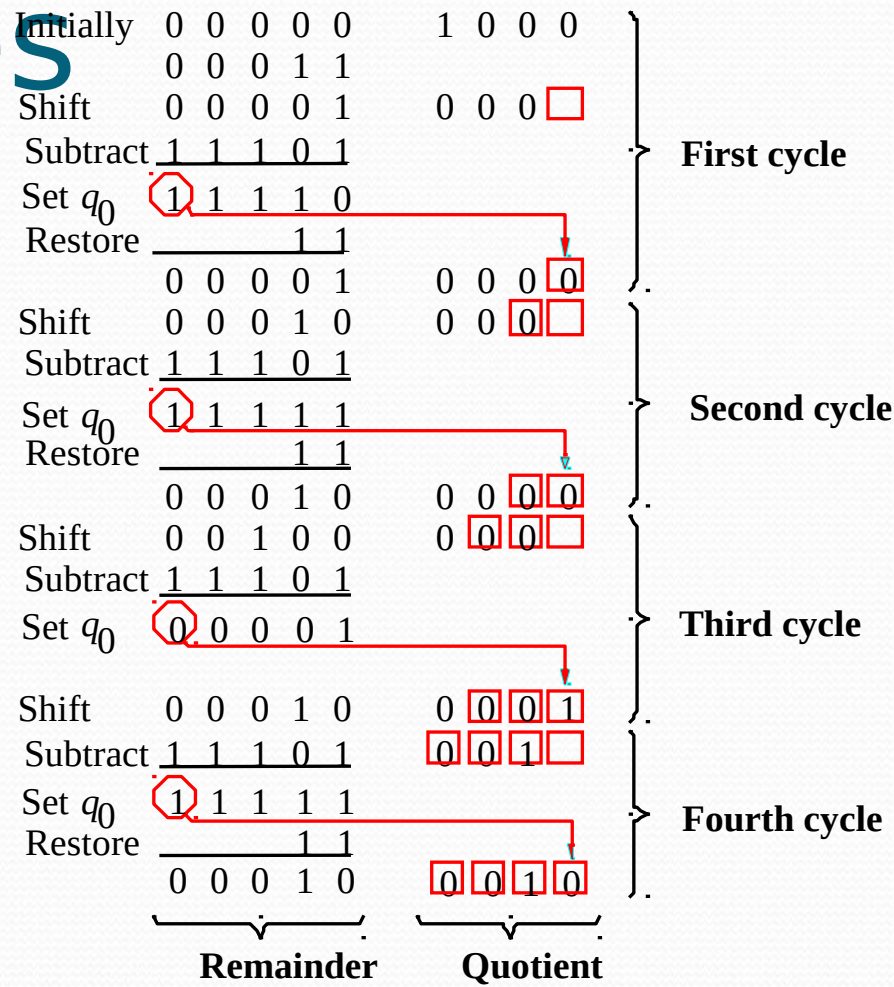 os
Initially 0 0 0 0 0 1 0 0 0
0 0 0 1 1
Shift 0 0 0 0 1 0 0 0
Subtract 1 1 1 0 1
First cycle
Set q0 1 1 1 1 0
Restore 1 1
0 0 0 0 1 0 0 0 0
Shift 0 0 0 1 0 0 0 0
Subtract 1 1 1 0 1
Set q0 1 1 1 1 1
Second cycle
Restore 1 1
0 0 0 1 0 0 0 0 0
Shift 0 0 1 0 0 0 0 0
Subtract 1 1 1 0 1
Set q0 0 0 0 0 1
Third cycle
Shift 0 0 0 1 0 0 0 0 1
Subtract 1 1 1 0 1 0 0 1
Set q0 1 1 1 1 1
Fourth cycle
Restore 1 1
0 0 0 1 0 0 0 1 0
Remainder Quotient